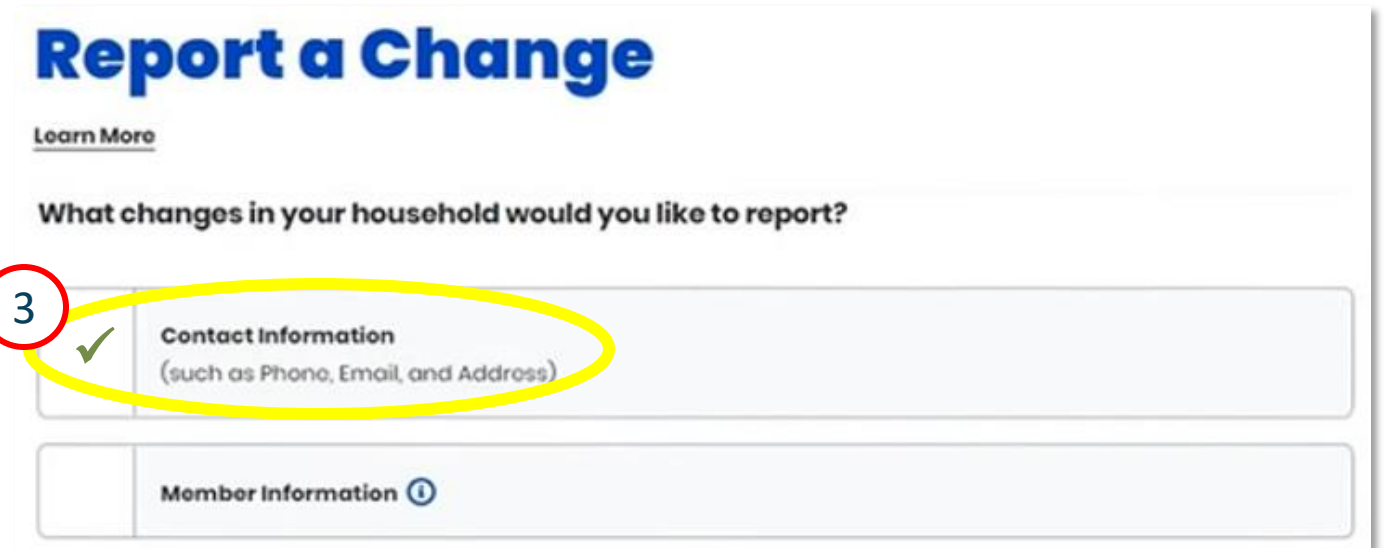 Report a Change
Learn More
What changes in your household would you like to report?
3
Contact Information
(such as Phone, Email, and Address)
Member Information